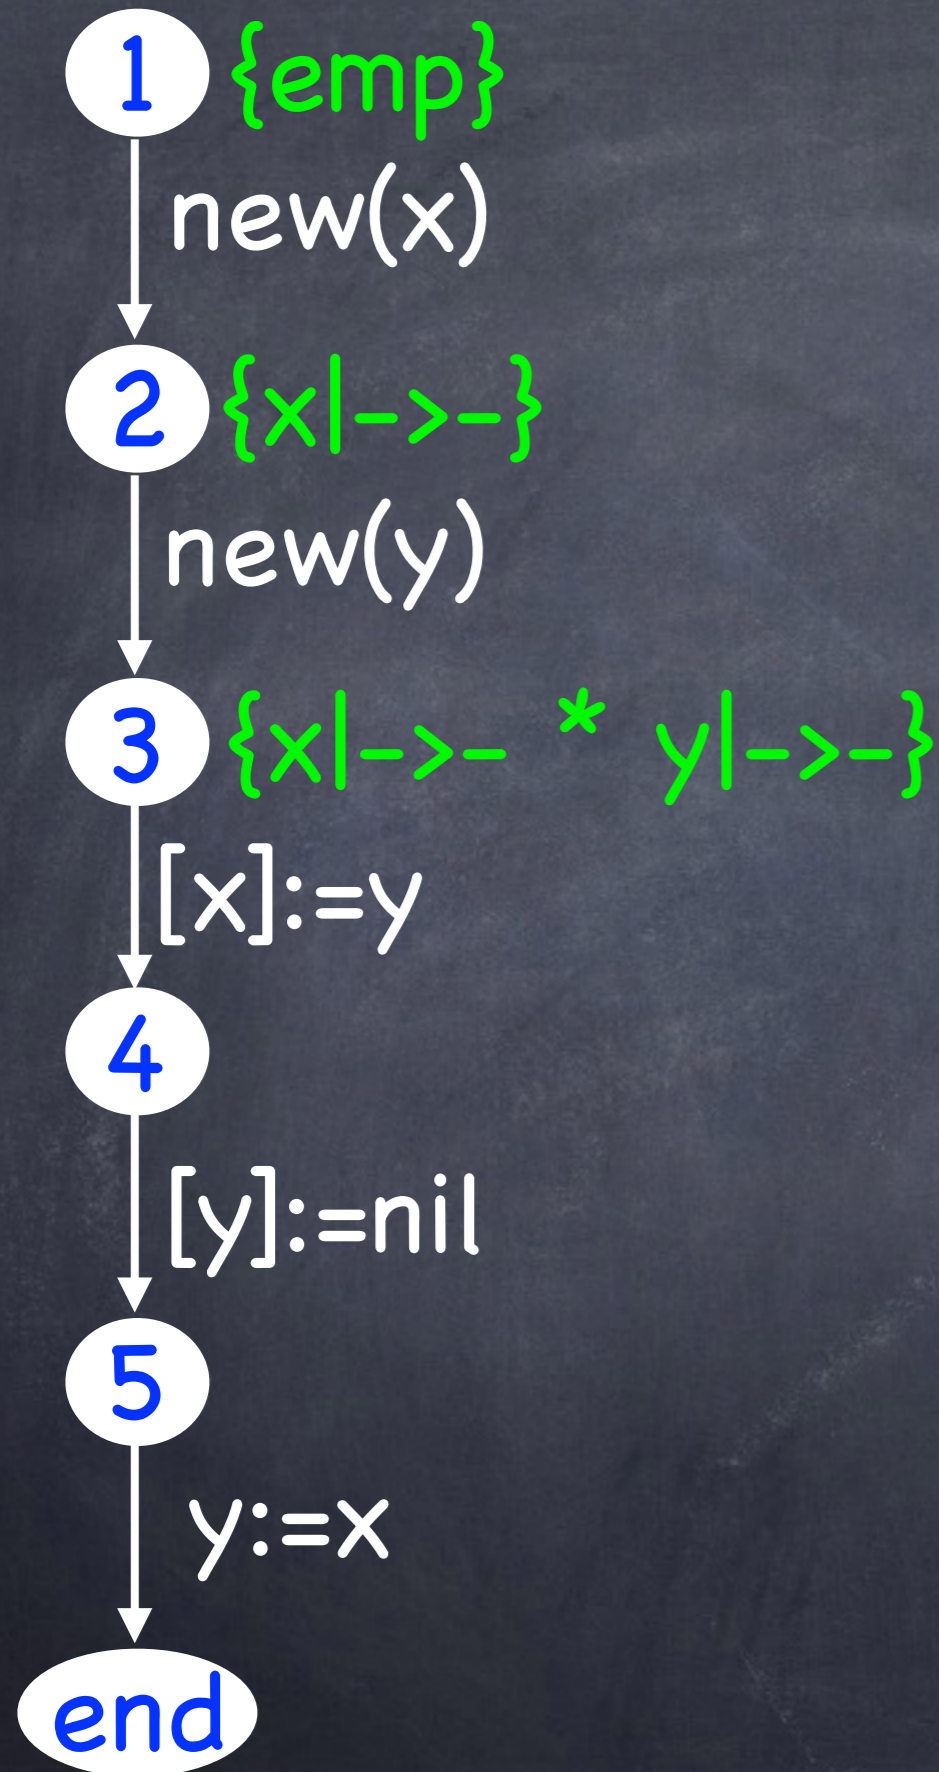 1 {emp}
new(x)
2 {x|->-}
new(y)
3 {x|->- * y|->-}
[x]:=y
4
[y]:=nil
5
y:=x
end